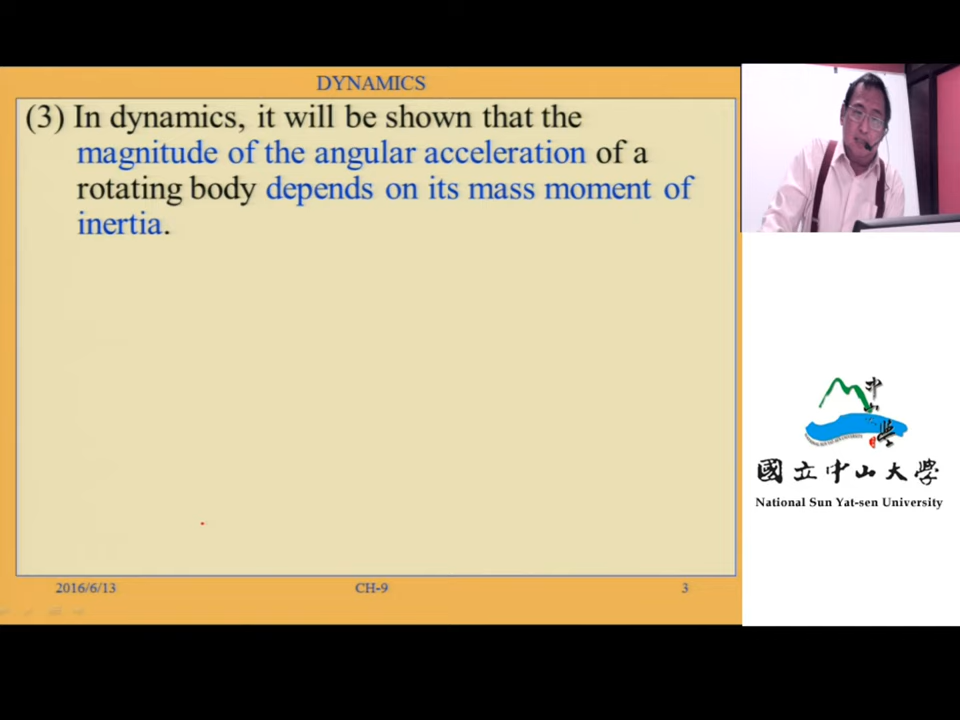 DYNAMICS
(3) In dynamics, it will be shown that the
magnitude of the angular acceleration of a
rotating body depends on its mass moment of
inertia.
2016/6/13
CH-9
3
國立中山大學
National Sun Yat-sen University